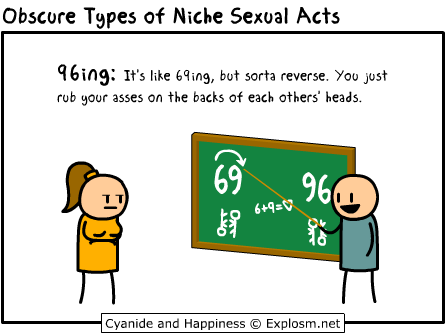 Obscure Types of Niche Sexual Acts
96ing: It's like 69ing, but sorta reverse. You just
rub your asses on the backs of each others' heads.
69
96
6+9=♡
Cyanide and Happiness © Explosm.net